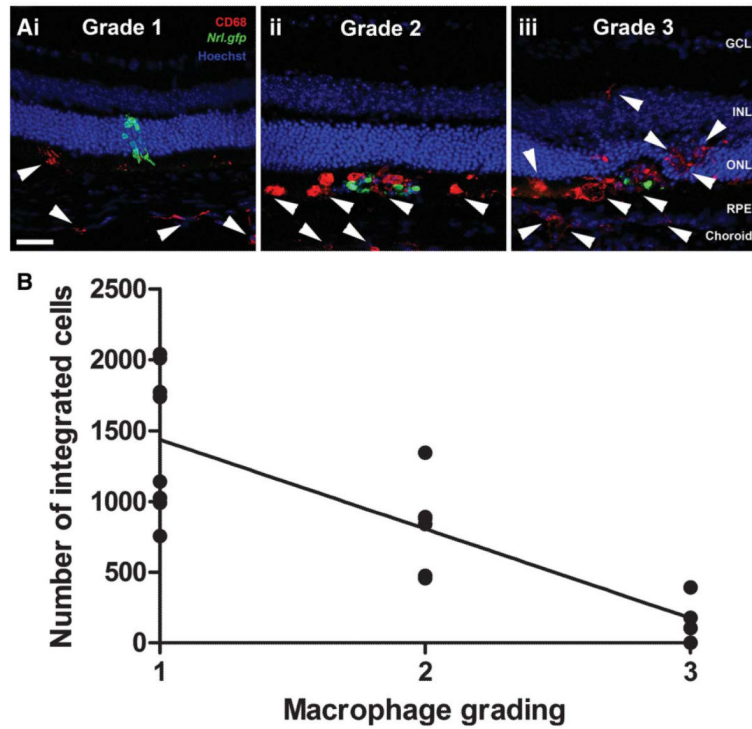 Ai
Grade 1
CD68
Nrl.gfp
Hoechst
ii
Grade 2
iii
Grade 3
GCL
INL
ONL
RPE
Choroid
B
2500
2000
1500
1000
500
0
Number of integrated cells
1
2
3
Macrophage grading